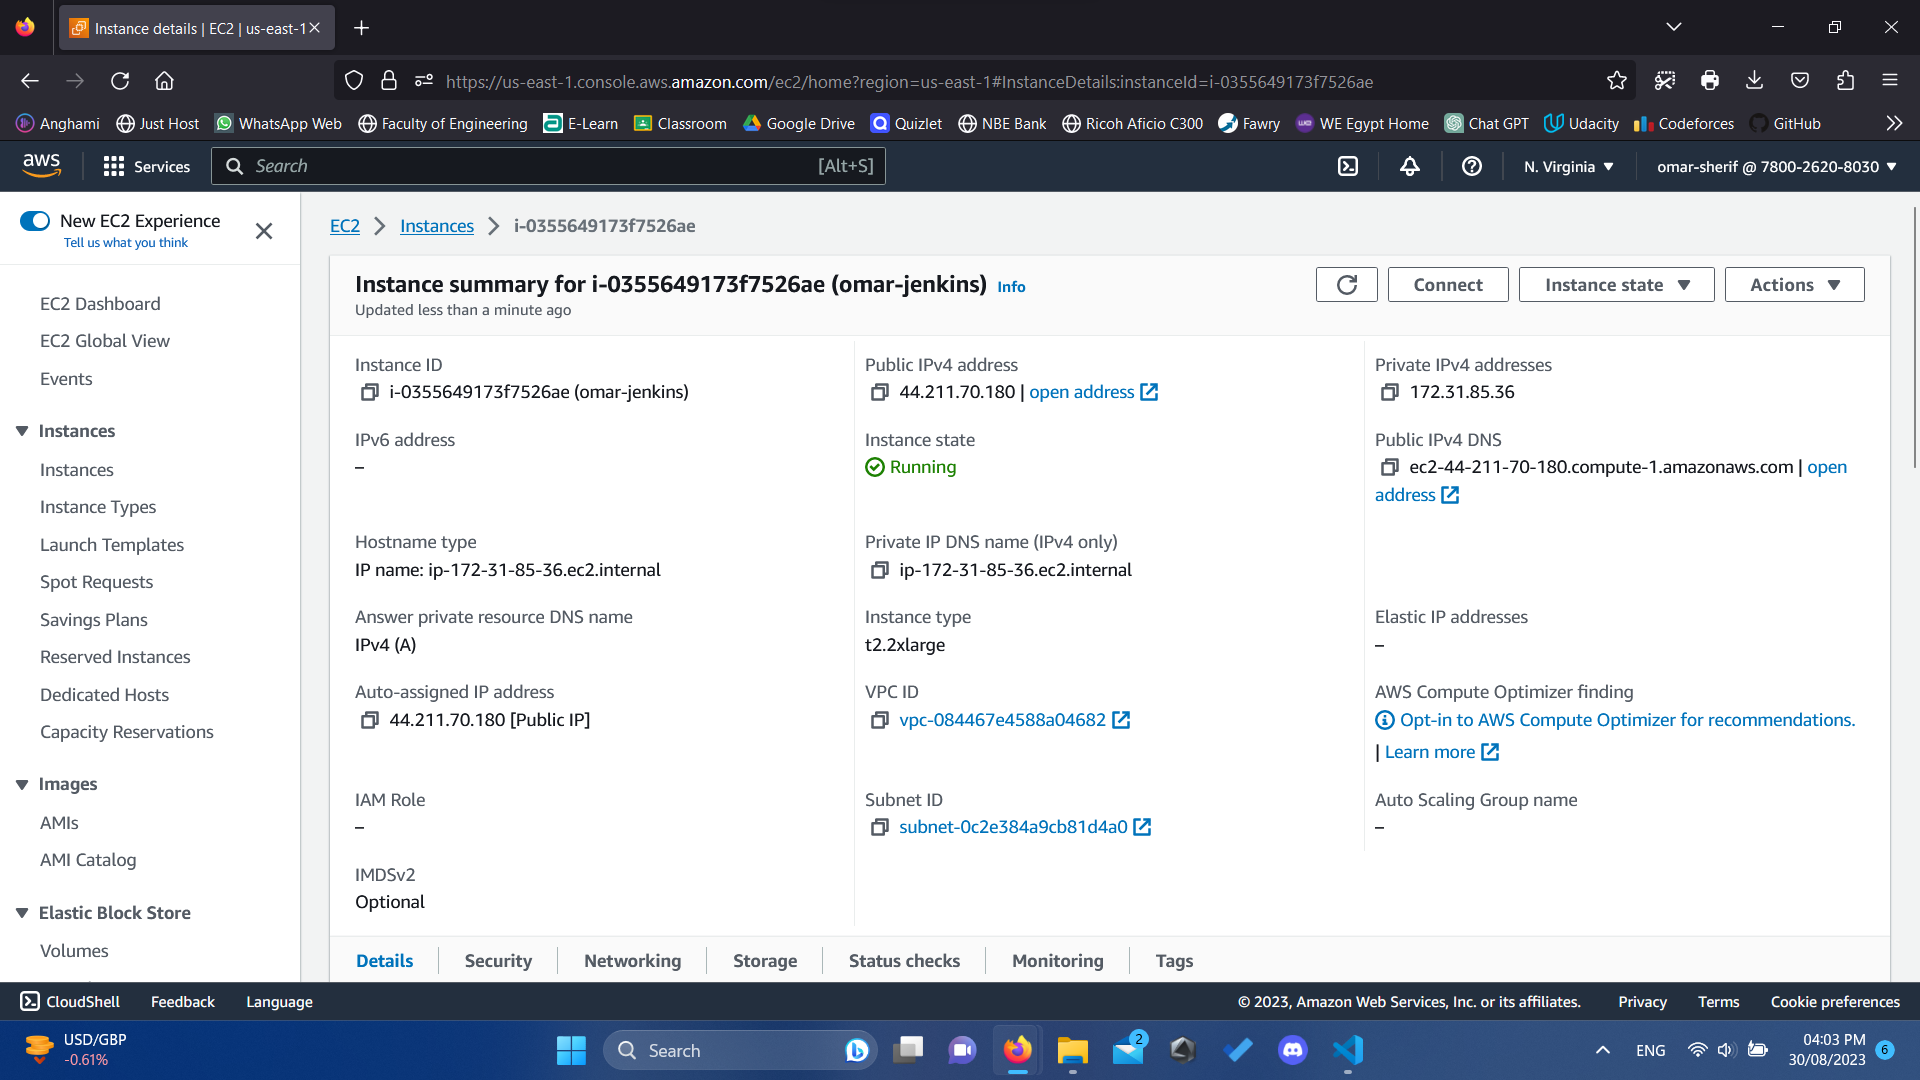 Instance details | EC2 | us-east-1
https://us-east-1.console.aws.amazon.com/ec2/home?region=us-east-1#InstanceDetails:instanceId=i-0355649173f7526ae
Anghami Just Host WhatsApp Web Faculty of Engineering E-Learn Classroom Google Drive Quizlet NBE Bank Ricoh Aficio C300 Fawry WE Egypt Home Chat GPT Udacity Codeforces GitHub
aws Services Search [Alt+S] N. Virginia omar-sherif @ 7800-2620-8030
New EC2 Experience
Tell us what you think
EC2 Dashboard
EC2 Global View
Events
Instances
Instances
Instance Types
Launch Templates
Spot Requests
Savings Plans
Reserved Instances
Dedicated Hosts
Capacity Reservations
Images
AMIs
AMI Catalog
Elastic Block Store
Volumes
EC2 Instances i-0355649173f7526ae
Instance summary for i-0355649173f7526ae (omar-jenkins) Info
Updated less than a minute ago
Connect Instance state Actions
Instance ID
i-0355649173f7526ae (omar-jenkins)
Public IPv4 address
44.211.70.180 | open address
Private IPv4 addresses
172.31.85.36
IPv6 address
–
Instance state
Running
Public IPv4 DNS
ec2-44-211-70-180.compute-1.amazonaws.com | open
address
Hostname type
IP name: ip-172-31-85-36.ec2.internal
Private IP DNS name (IPv4 only)
ip-172-31-85-36.ec2.internal
Answer private resource DNS name
IPv4 (A)
Instance type
t2.2xlarge
Elastic IP addresses
–
Auto-assigned IP address
44.211.70.180 [Public IP]
VPC ID
vpc-084467e4588a04682
AWS Compute Optimizer finding
Opt-in to AWS Compute Optimizer for recommendations.
| Learn more
IAM Role
–
Subnet ID
subnet-0c2e384a9cb81d4a0
Auto Scaling Group name
–
IMDSv2
Optional
Details Security Networking Storage Status checks Monitoring Tags
CloudShell Feedback Language © 2023, Amazon Web Services, Inc. or its affiliates. Privacy Terms Cookie preferences
USD/GBP
-0.61%
Search
2
ENG
04:03 PM
30/08/2023
6